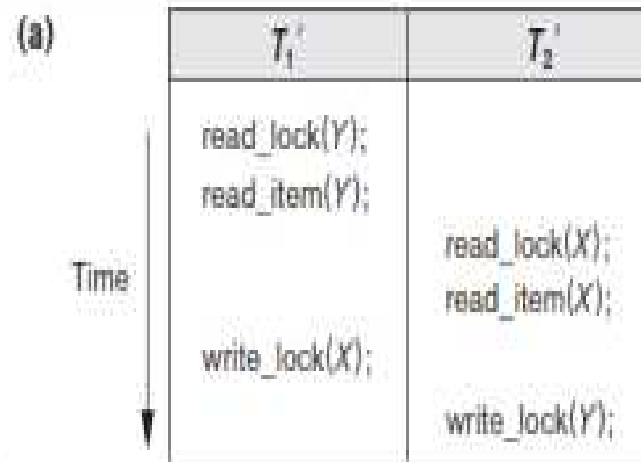 (a)
T₁' T₂'
read_lock(Y);
read_item(Y);
read_lock(X);
Time
read_item(X);
write_lock(X);
write_lock(Y);